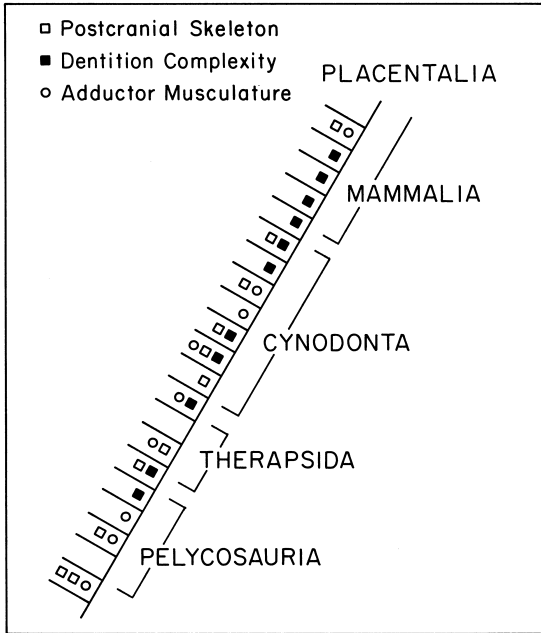 Postcranial Skeleton
Dentition Complexity
Adductor Musculature
PLACENTALIA
MAMMALIA
CYNODONTA
THERAPSIDA
PELYCOSAURIA